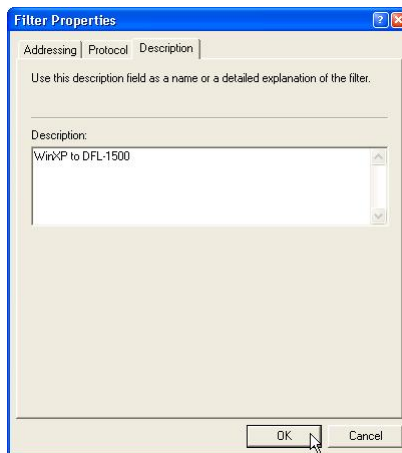 Filter Properties
Addressing Protocol Description
Use this description field as a name or a detailed explanation of the filter.
Description:
WinXP to DFL-1500
OK Cancel